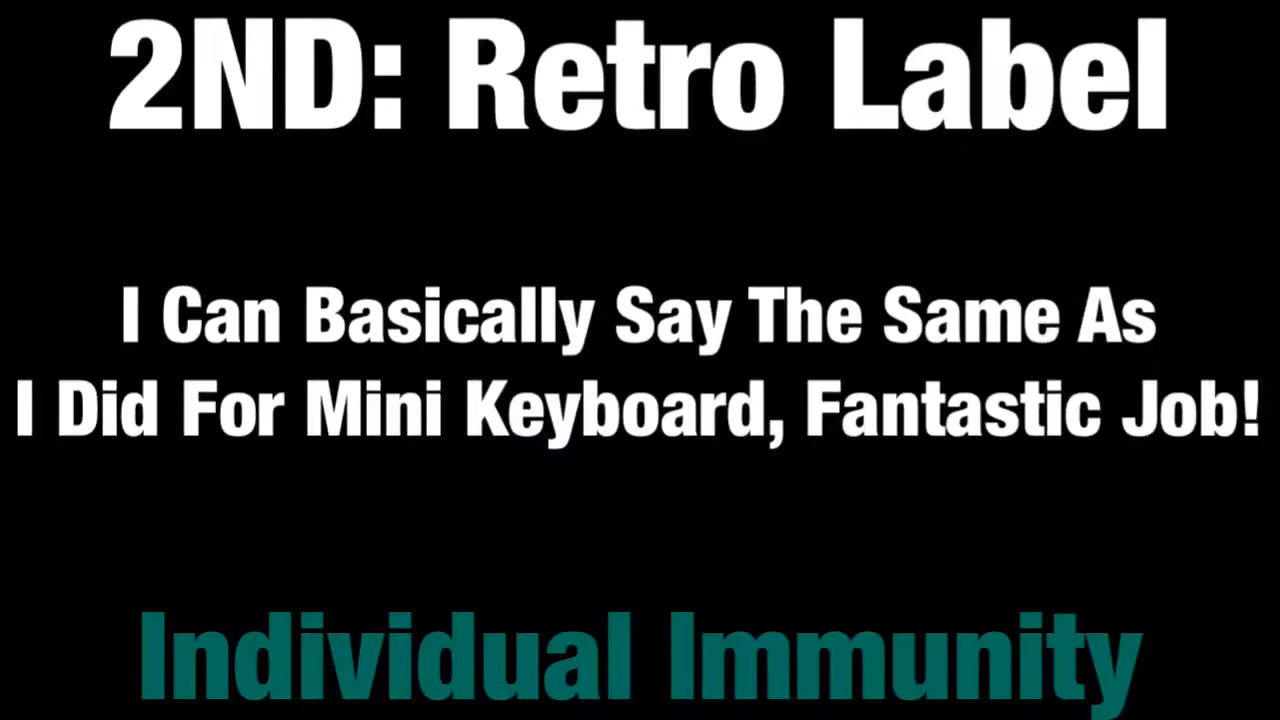 2ND: Retro Label
I Can Basically Say The Same As
I Did For Mini Keyboard, Fantastic Job!
Individual Immunity